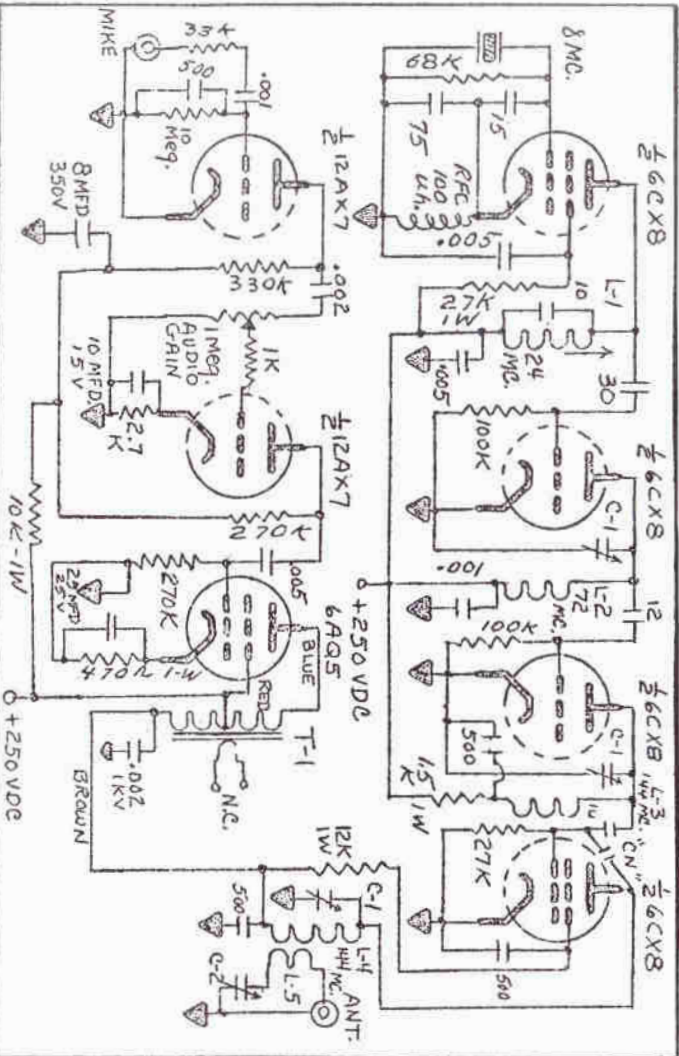 8 MC.
68K
15
75
RFC
100
uh.
.005
27K
1W
½ 6CX8
L-1
10
24
MC.
.005
30
100K
½ 6CX8
C-1
.001
L-2
72
MC.
12
100K
500
½ 6CX8
C-1
1.5
K
1W
L-3
144 MC.
"CN"
27K
500
½ 6CX8
+250 VDC
MIKE
33K
500
.001
10
Meg.
½ 12AX7
8 MFD
350V
330K
.002
1 Meg.
AUDIO
GAIN
1K
10 MFD.
15 V
2.7
K
½ 12AX7
270K
.005
10K-1W
270K
25 MFD
25 V
470Ω 1-W
6AQ5
BLUE
RED
T-1
N.C.
.002
1KV
BROWN
+250 VDC
12K
1W
500
C-1
L-4
144 MC.
L-5
C-2
ANT.